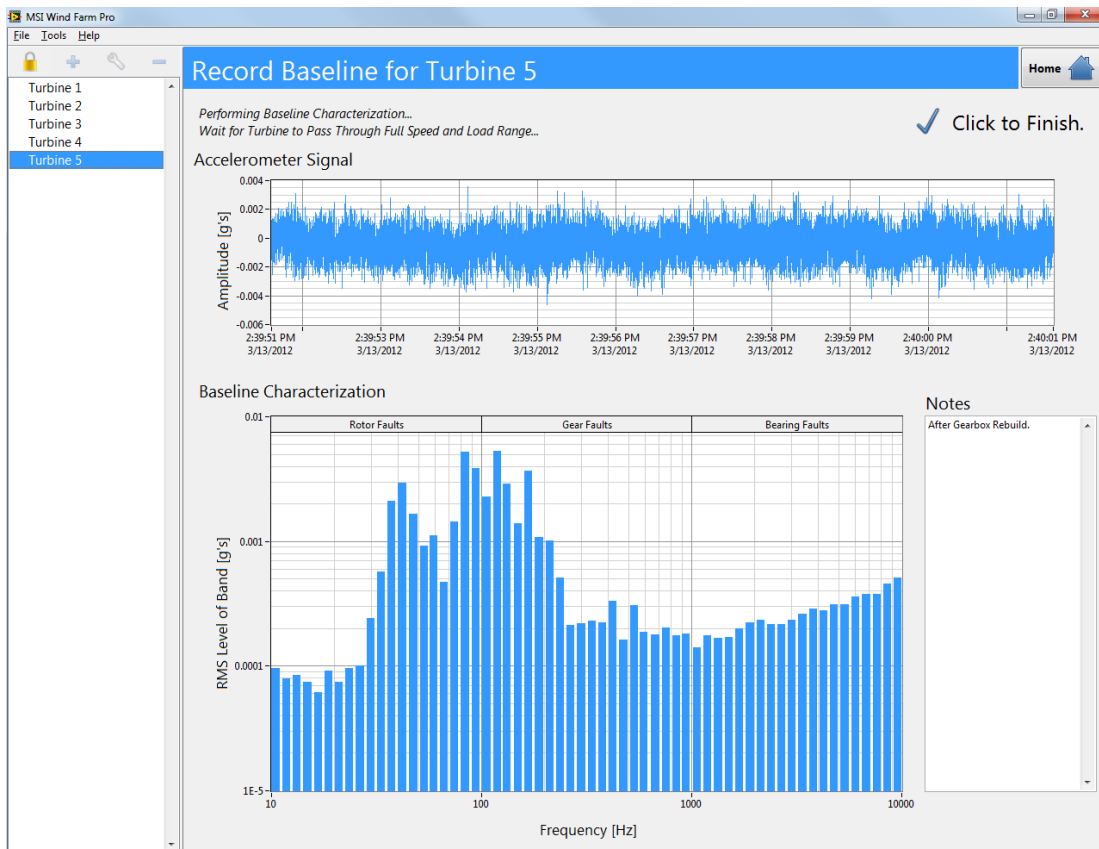 MSI Wind Farm Pro
File Tools Help
Record Baseline for Turbine 5
Home
Turbine 1
Turbine 2
Turbine 3
Turbine 4
Turbine 5
Performing Baseline Characterization...
Wait for Turbine to Pass Through Full Speed and Load Range...
Click to Finish.
Accelerometer Signal
Amplitude [g's]
0.004
0.002
0
-0.002
-0.004
-0.006
2:39:51 PM 2:39:53 PM 2:39:54 PM 2:39:55 PM 2:39:56 PM 2:39:57 PM 2:39:58 PM 2:39:59 PM 2:40:00 PM 2:40:01 PM
3/13/2012 3/13/2012 3/13/2012 3/13/2012 3/13/2012 3/13/2012 3/13/2012 3/13/2012 3/13/2012 3/13/2012
Baseline Characterization
RMS Level of Band [g's]
0.01
0.001
0.0001
1E-5
Rotor Faults Gear Faults Bearing Faults
10 100 1000 10000
Frequency [Hz]
Notes
After Gearbox Rebuild.